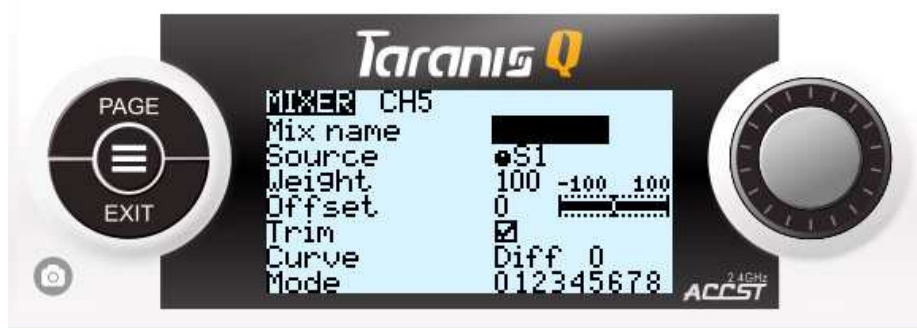 Taranis Q
PAGE
EXIT
MIXER CH5
Mix name
Source S1
Weight 100 -100 100
Offset 0
Trim
Curve Diff 0
Mode 012345678
2.4GHz
ACCST